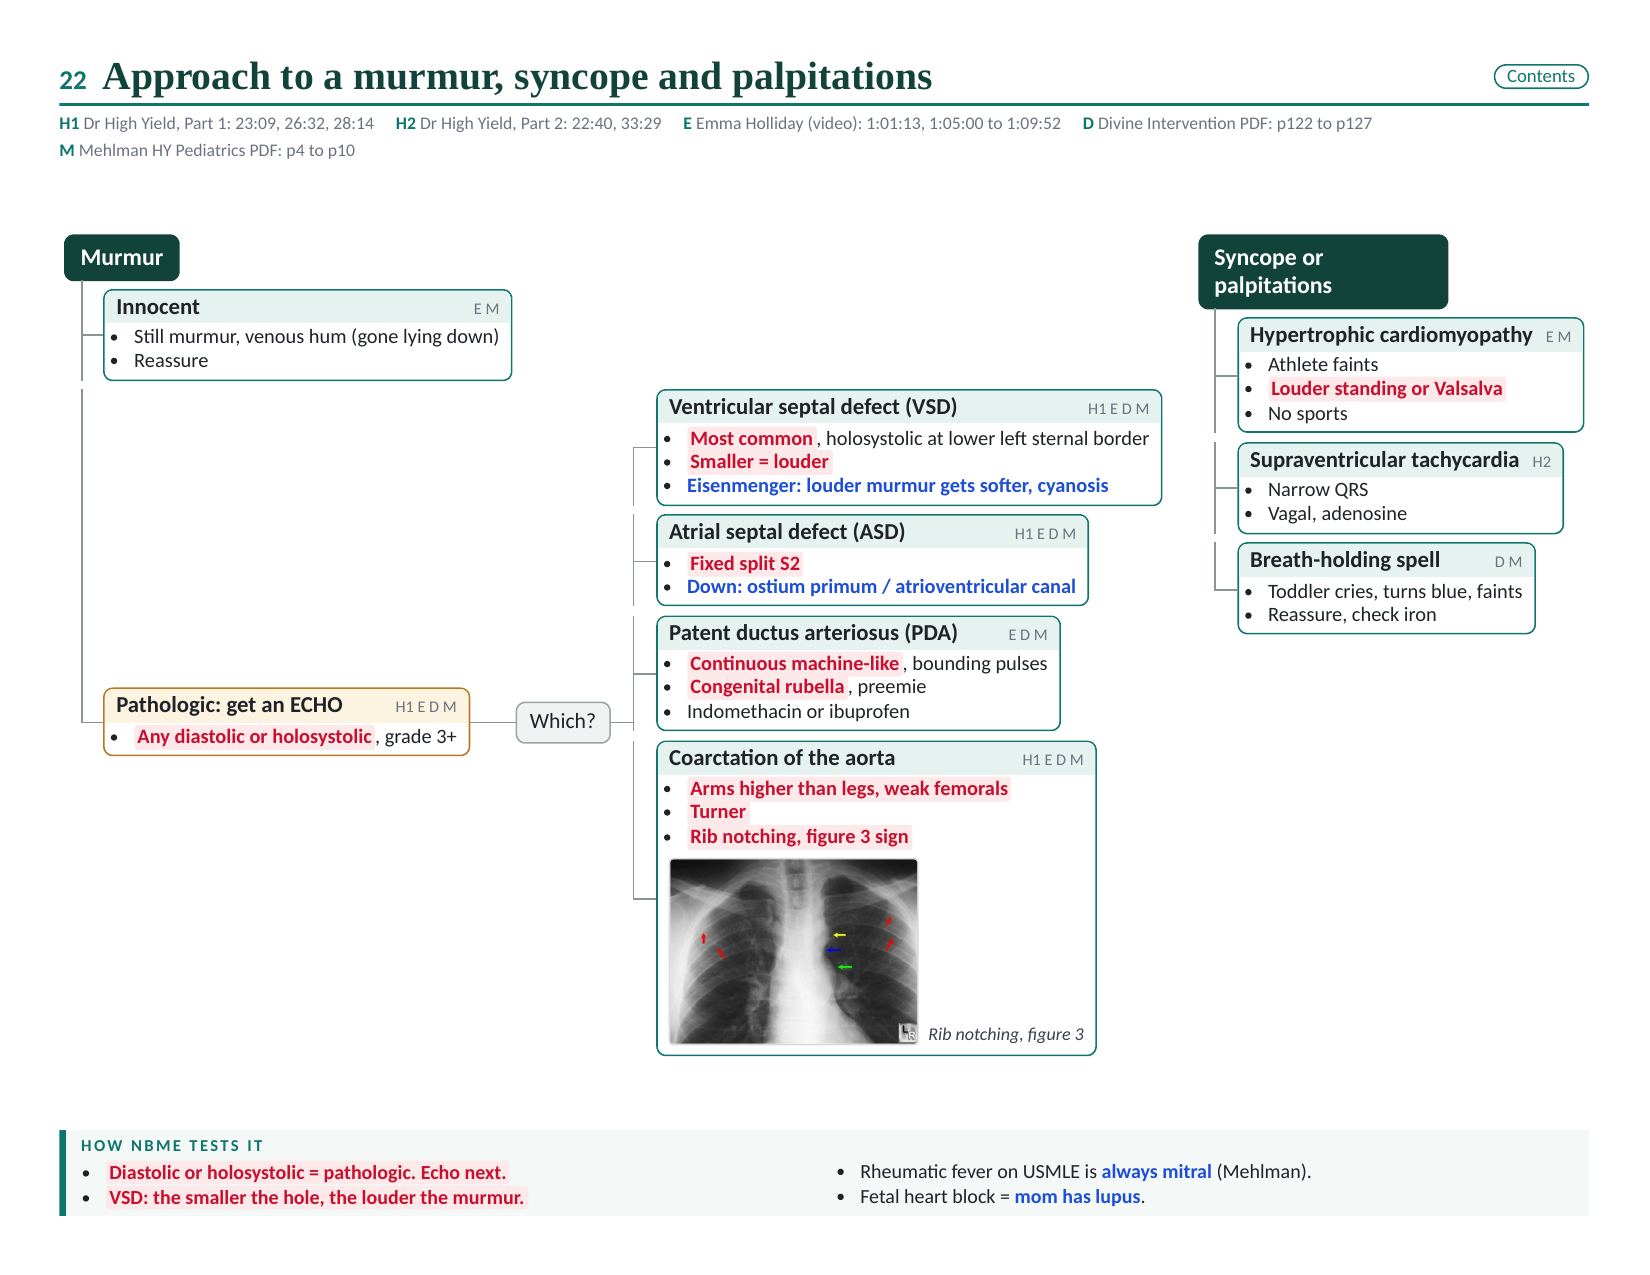 22 Approach to a murmur, syncope and palpitations
Contents
H1 Dr High Yield, Part 1: 23:09, 26:32, 28:14 H2 Dr High Yield, Part 2: 22:40, 33:29 E Emma Holliday (video): 1:01:13, 1:05:00 to 1:09:52 D Divine Intervention PDF: p122 to p127
M Mehlman HY Pediatrics PDF: p4 to p10
Murmur
Innocent E M
• Still murmur, venous hum (gone lying down)
• Reassure
Pathologic: get an ECHO H1 E D M
• Any diastolic or holosystolic, grade 3+
Which?
Ventricular septal defect (VSD) H1 E D M
• Most common, holosystolic at lower left sternal border
• Smaller = louder
• Eisenmenger: louder murmur gets softer, cyanosis
Atrial septal defect (ASD) H1 E D M
• Fixed split S2
• Down: ostium primum / atrioventricular canal
Patent ductus arteriosus (PDA) E D M
• Continuous machine-like, bounding pulses
• Congenital rubella, preemie
• Indomethacin or ibuprofen
Coarctation of the aorta H1 E D M
• Arms higher than legs, weak femorals
• Turner
• Rib notching, figure 3 sign
L
R
Rib notching, figure 3
Syncope or
palpitations
Hypertrophic cardiomyopathy E M
• Athlete faints
• Louder standing or Valsalva
• No sports
Supraventricular tachycardia H2
• Narrow QRS
• Vagal, adenosine
Breath-holding spell D M
• Toddler cries, turns blue, faints
• Reassure, check iron
HOW NBME TESTS IT
• Diastolic or holosystolic = pathologic. Echo next.
• VSD: the smaller the hole, the louder the murmur.
• Rheumatic fever on USMLE is always mitral (Mehlman).
• Fetal heart block = mom has lupus.